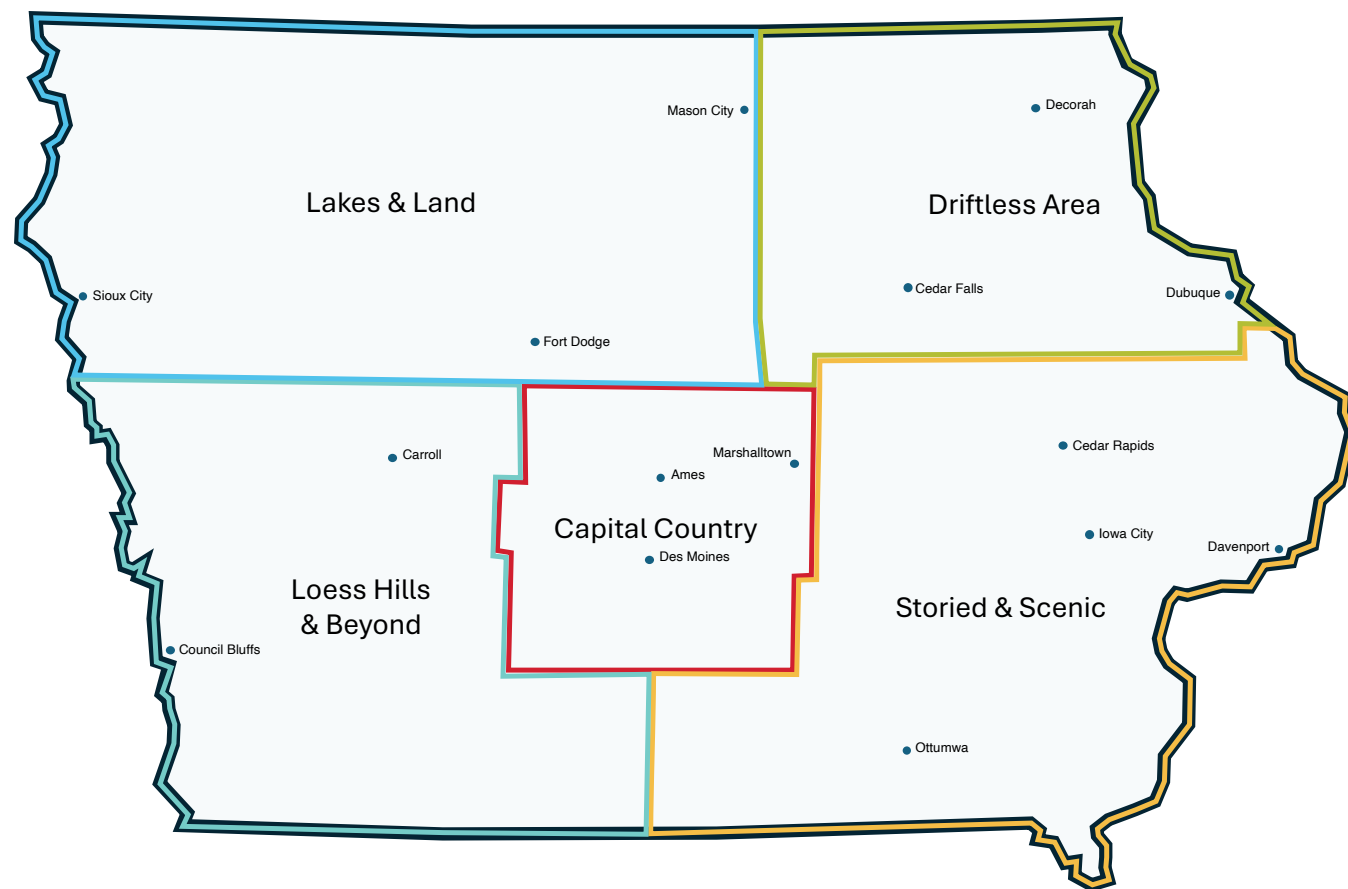 Decorah
Mason City
Lakes & Land
Driftless Area
Cedar Falls
Dubuque
Sioux City
Fort Dodge
Cedar Rapids
Marshalltown
Carroll
Ames
Capital Country
Iowa City
Davenport
Des Moines
Loess Hills
& Beyond
Storied & Scenic
Council Bluffs
Ottumwa